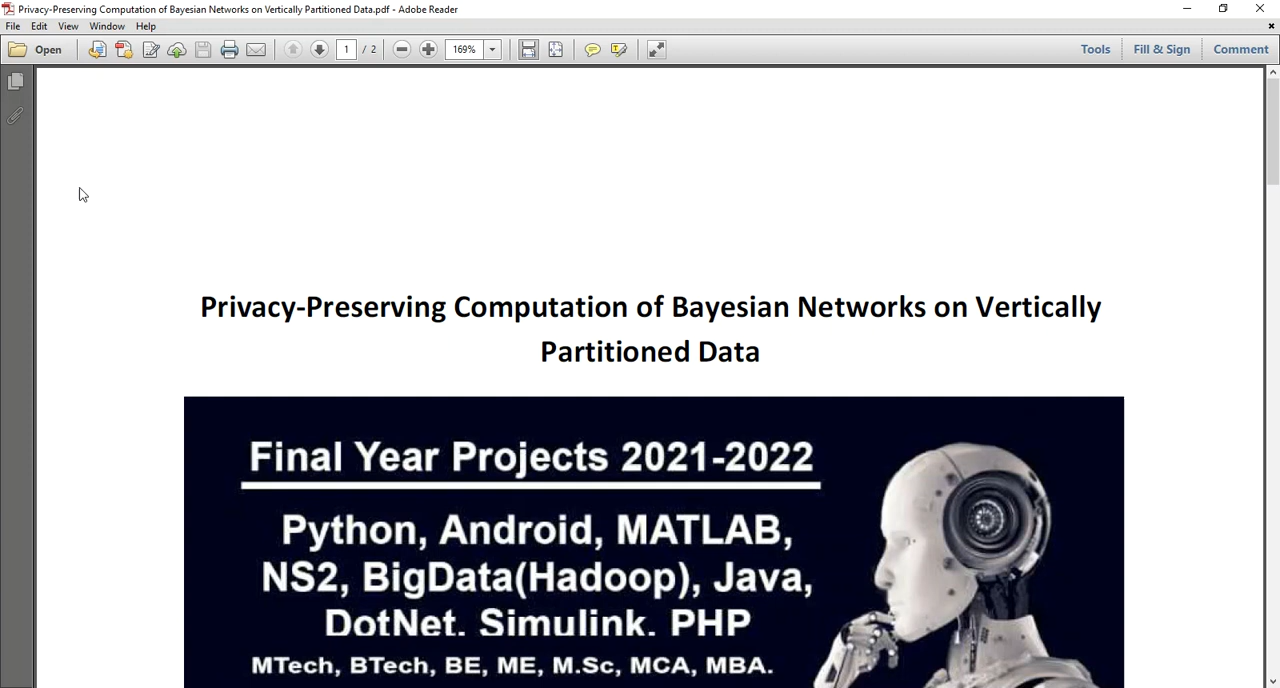 Privacy-Preserving Computation of Bayesian Networks on Vertically Partitioned Data.pdf - Adobe Reader
File Edit View Window Help
Open 1 / 2 169% Tools Fill & Sign Comment
Privacy-Preserving Computation of Bayesian Networks on Vertically
Partitioned Data
Final Year Projects 2021-2022
Python, Android, MATLAB,
NS2, BigData(Hadoop), Java,
DotNet. Simulink. PHP
MTech, BTech, BE, ME, M.Sc, MCA, MBA.